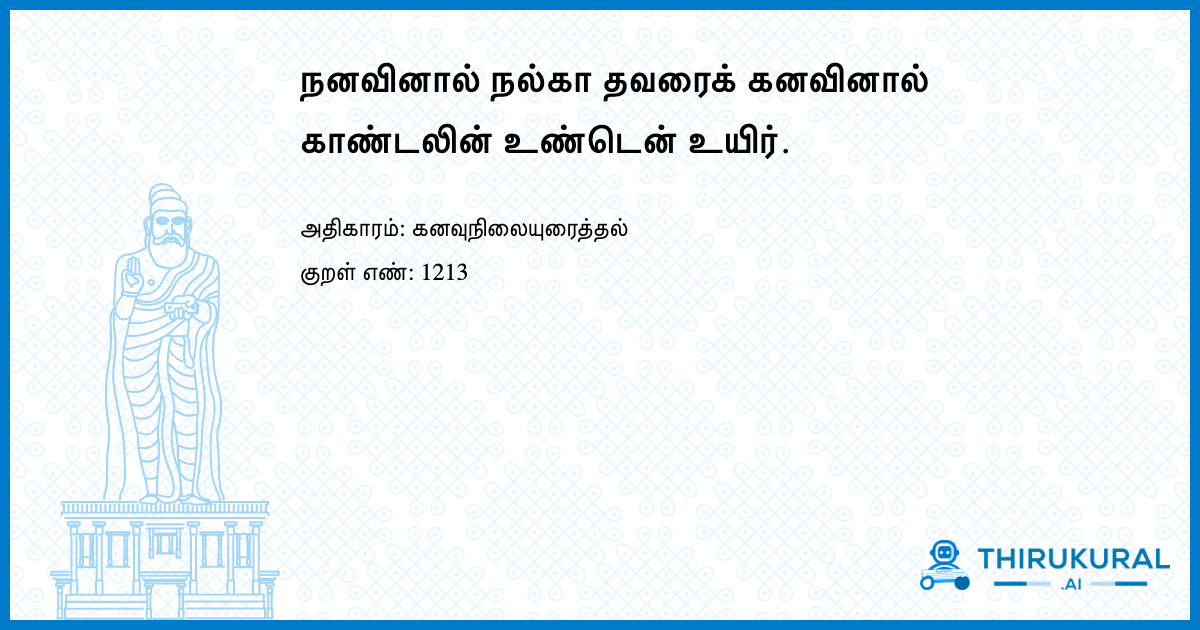 நனவினால் நல்கா தவரைக் கனவினால்
காண்டலின் உண்டென் உயிர்.
அதிகாரம்: கனவுநிலையுரைத்தல்
குறள் எண்: 1213
THIRUKURAL
.AI